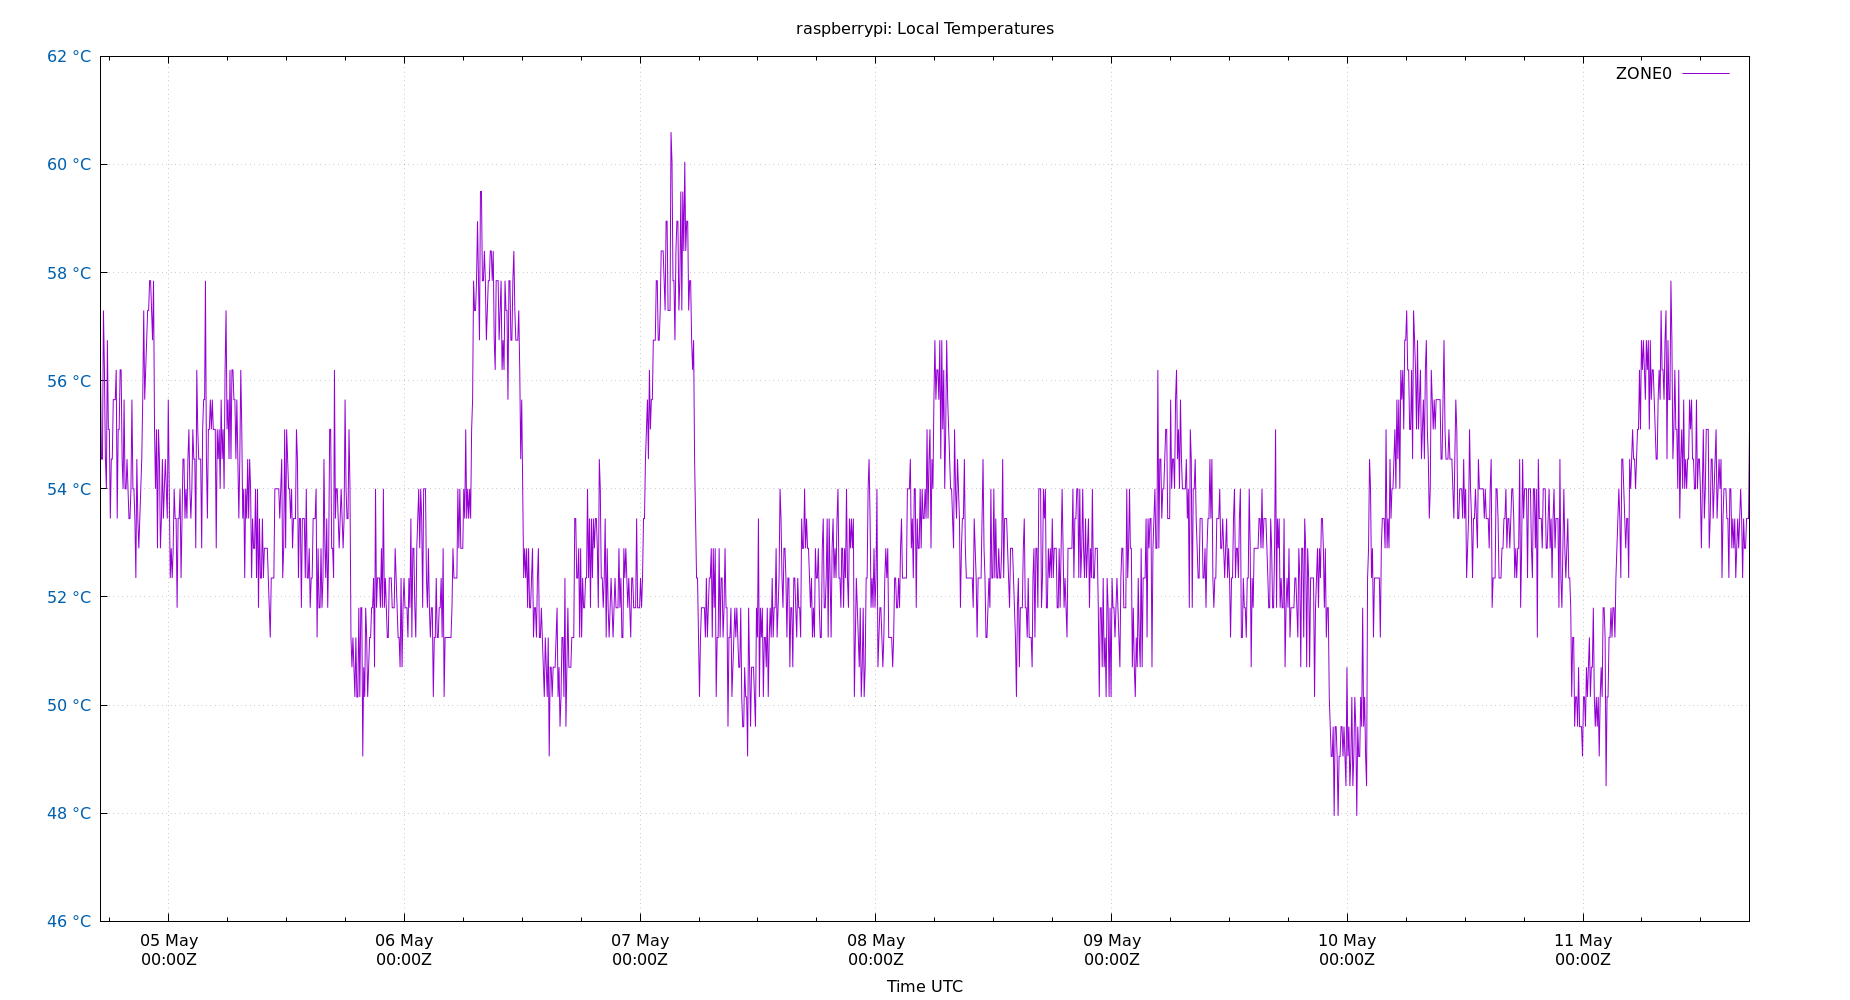 raspberrypi: Local Temperatures
62 °C
ZONE0
60 °C
58 °C
56 °C
54 °C
52 °C
50 °C
48 °C
46 °C
05 May 06 May 07 May 08 May 09 May 10 May 11 May
00:00Z 00:00Z 00:00Z 00:00Z 00:00Z 00:00Z 00:00Z
Time UTC